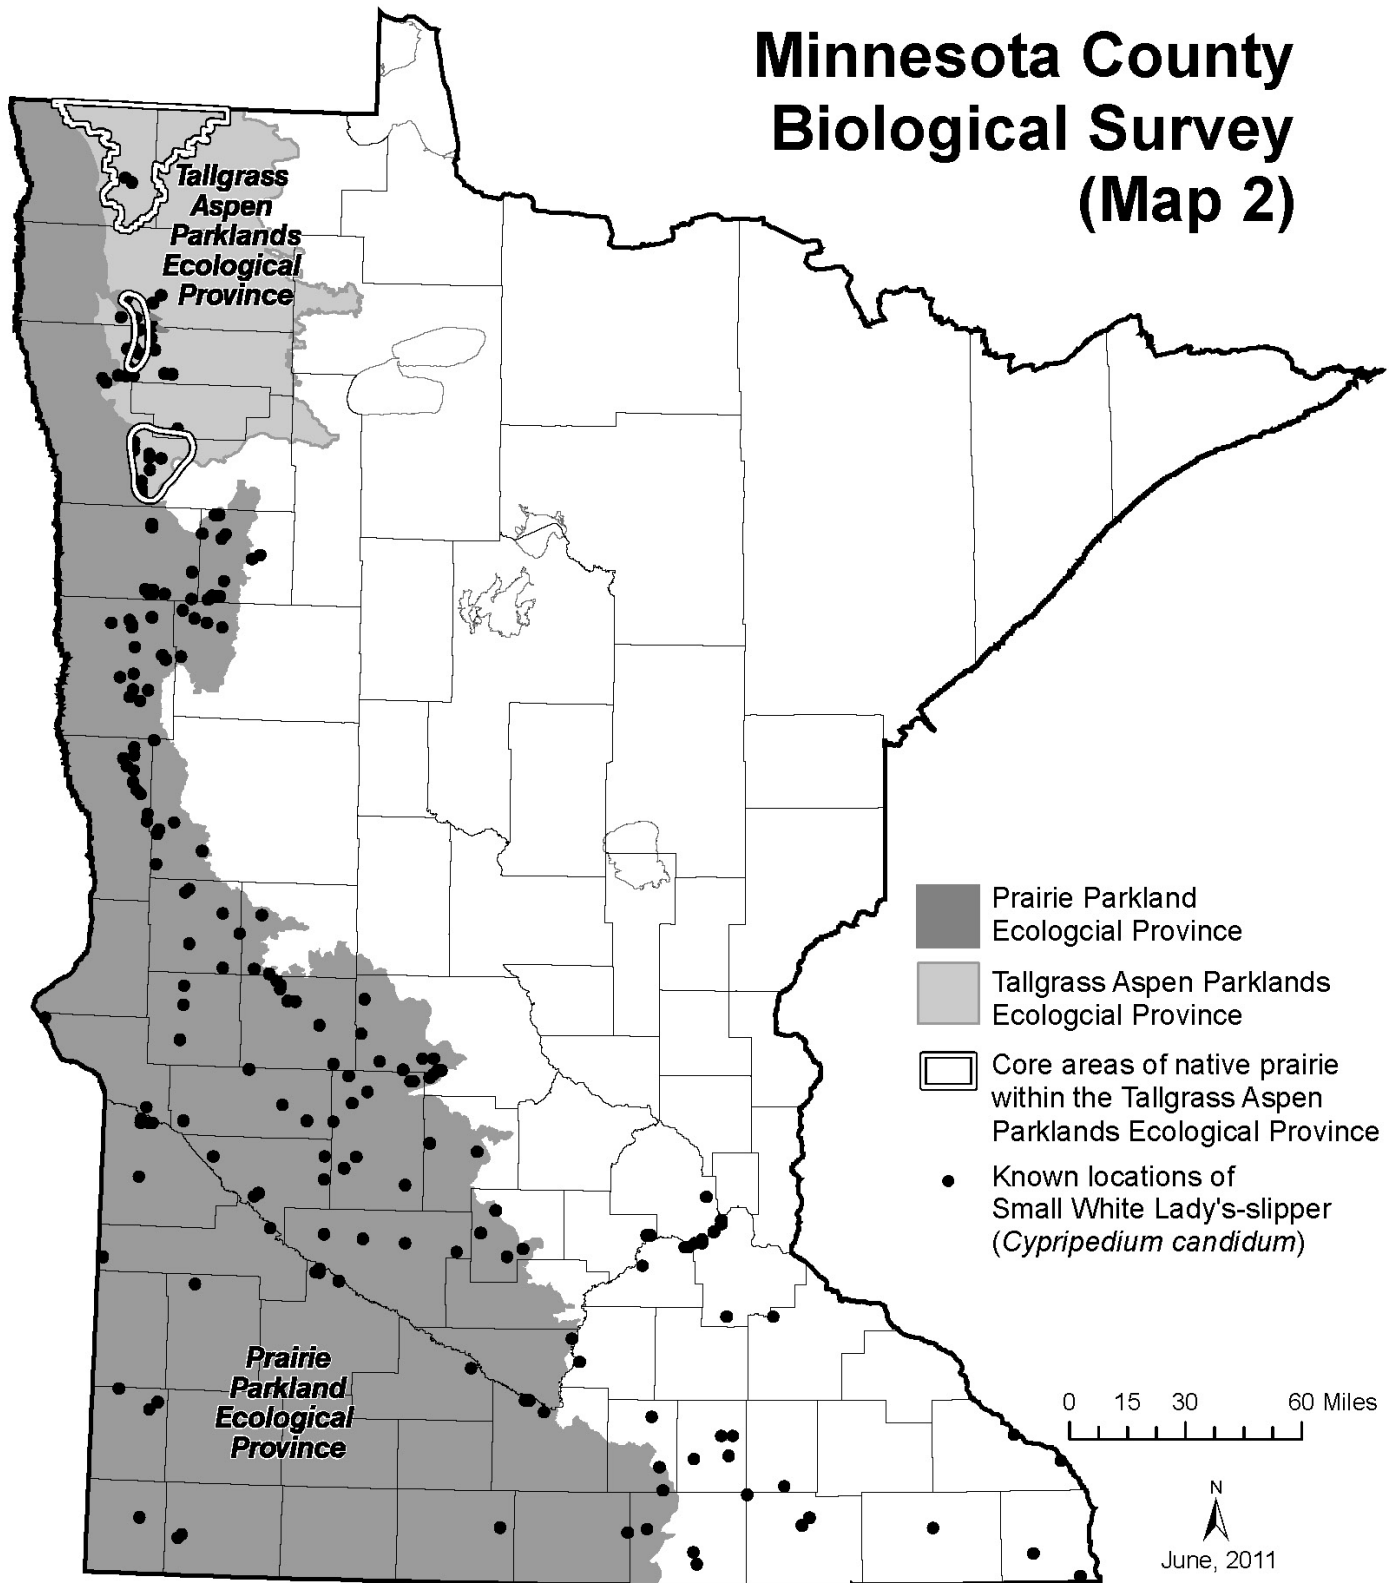 Minnesota County
Biological Survey
(Map 2)
Tallgrass
Aspen
Parklands
Ecological
Province
Prairie Parkland
Ecologcial Province
Tallgrass Aspen Parklands
Ecologcial Province
Core areas of native prairie
within the Tallgrass Aspen
Parklands Ecological Province
Known locations of
Small White Lady's-slipper
(Cypripedium candidum)
Prairie
Parkland
Ecological
Province
0 15 30 60 Miles
N
June, 2011